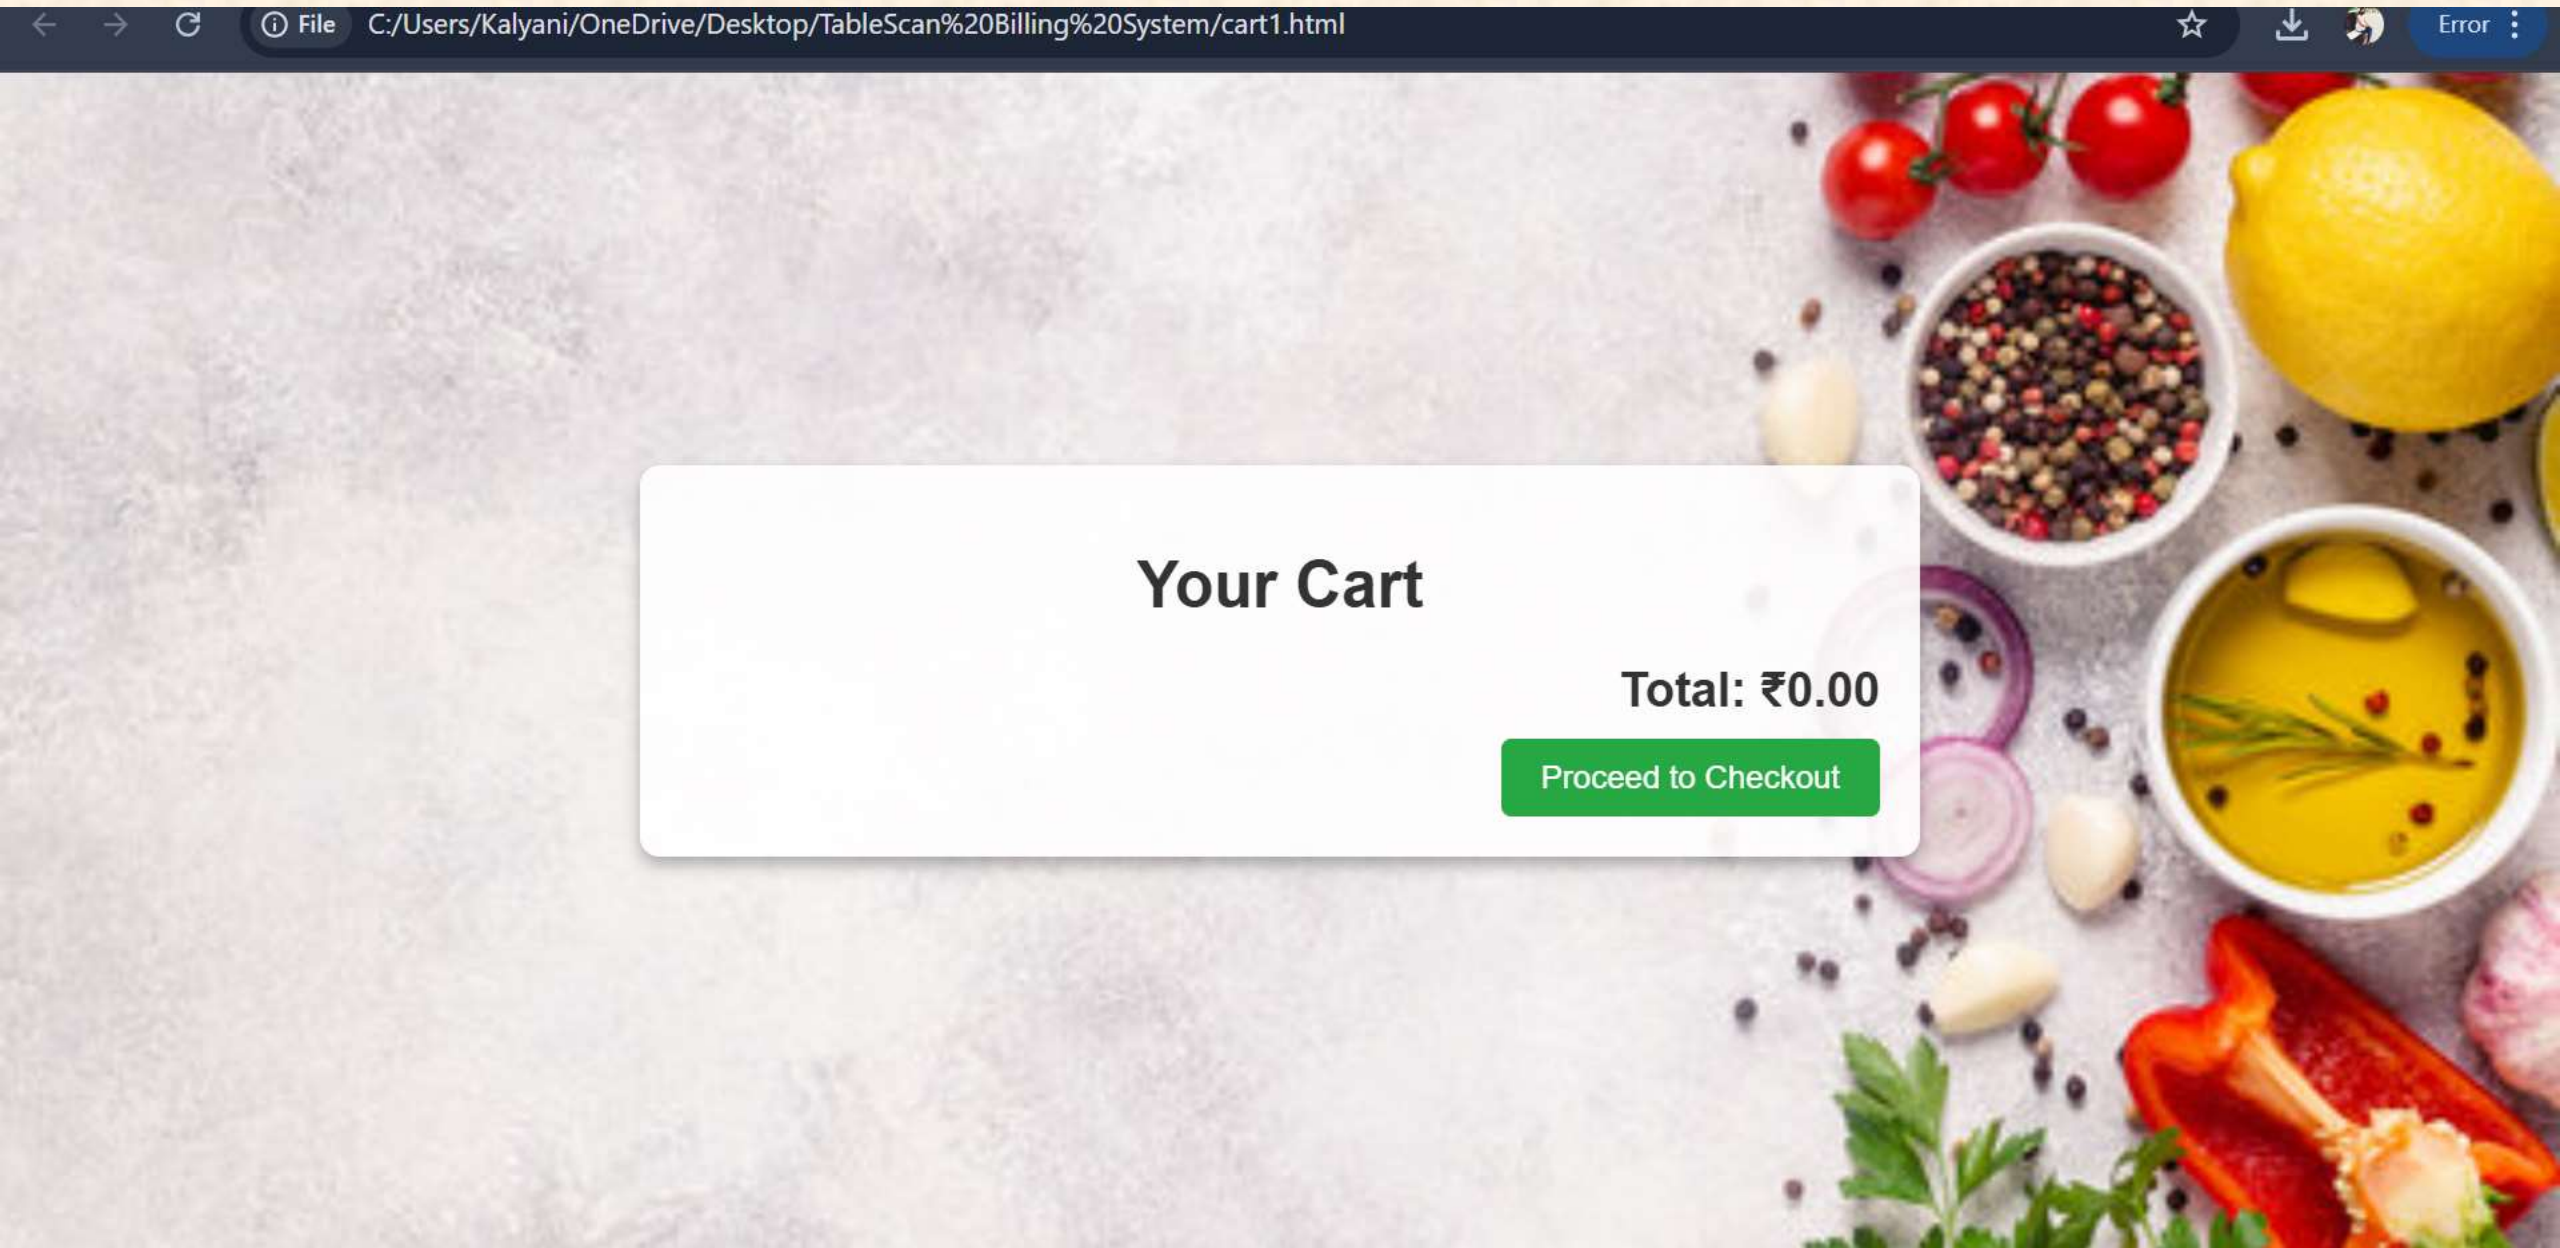 File C:/Users/Kalyani/OneDrive/Desktop/TableScan%20Billing%20System/cart1.html Error
Your Cart
Total: ₹0.00
Proceed to Checkout